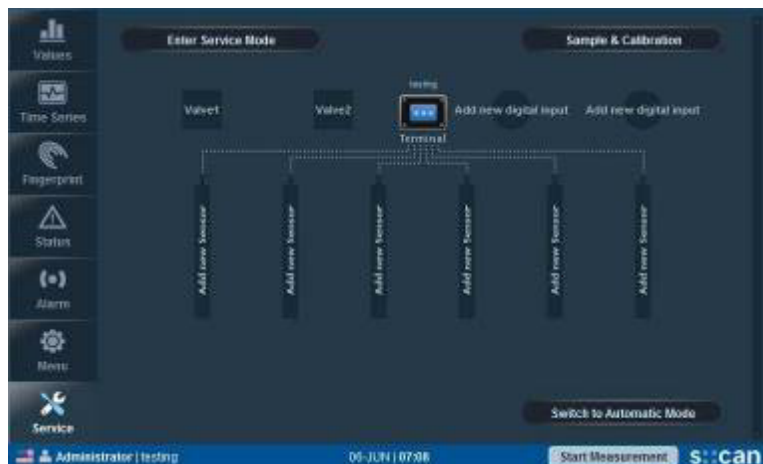 Values
Time Series
Fingerprint
Status
Alarm
Menu
Service
Enter Service Mode
Sample & Calibration
testing
Valve1
Valve2
Add new digital input
Add new digital input
Terminal
Add new Sensor
Add new Sensor
Add new Sensor
Add new Sensor
Add new Sensor
Add new Sensor
Switch to Automatic Mode
Administrator | testing
06-JUN | 07:08
Start Measurement
s::can